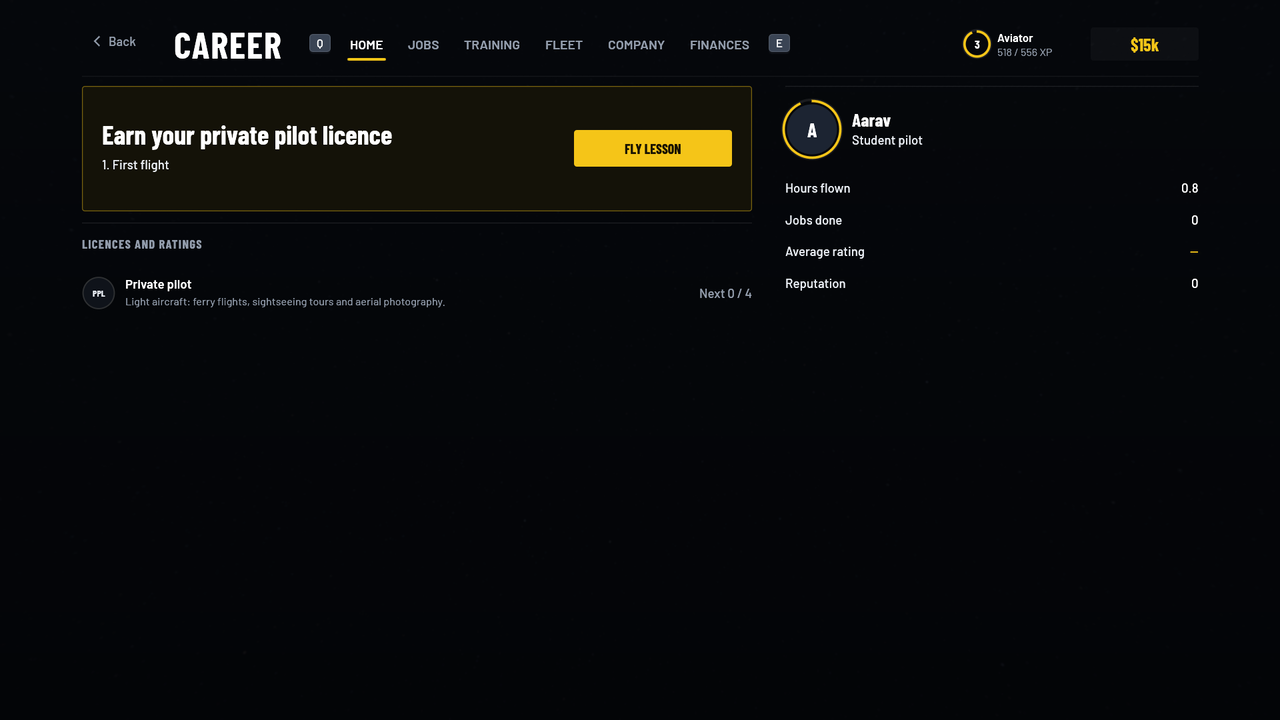 Back
CAREER
Q
HOME
JOBS
TRAINING
FLEET
COMPANY
FINANCES
E
3
Aviator
518 / 556 XP
$15k
Earn your private pilot licence
1. First flight
FLY LESSON
LICENCES AND RATINGS
PPL
Private pilot
Light aircraft: ferry flights, sightseeing tours and aerial photography.
Next 0 / 4
A
Aarav
Student pilot
Hours flown 0.8
Jobs done 0
Average rating –
Reputation 0